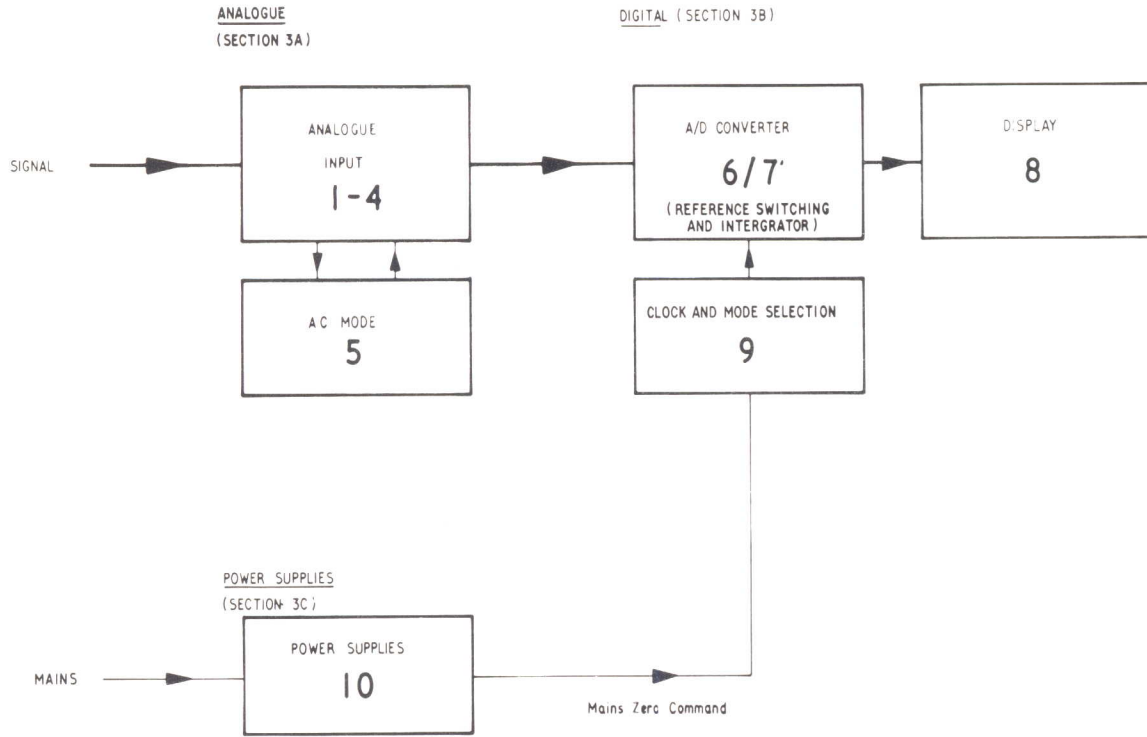 ANALOGUE
(SECTION 3A)
DIGITAL (SECTION 3B)
SIGNAL
ANALOGUE
INPUT
1-4
A/D CONVERTER
6/7
(REFERENCE SWITCHING
AND INTERGRATOR)
DISPLAY
8
A.C MODE
5
CLOCK AND MODE SELECTION
9
POWER SUPPLIES
(SECTION 3C)
MAINS
POWER SUPPLIES
10
Mains Zero Command